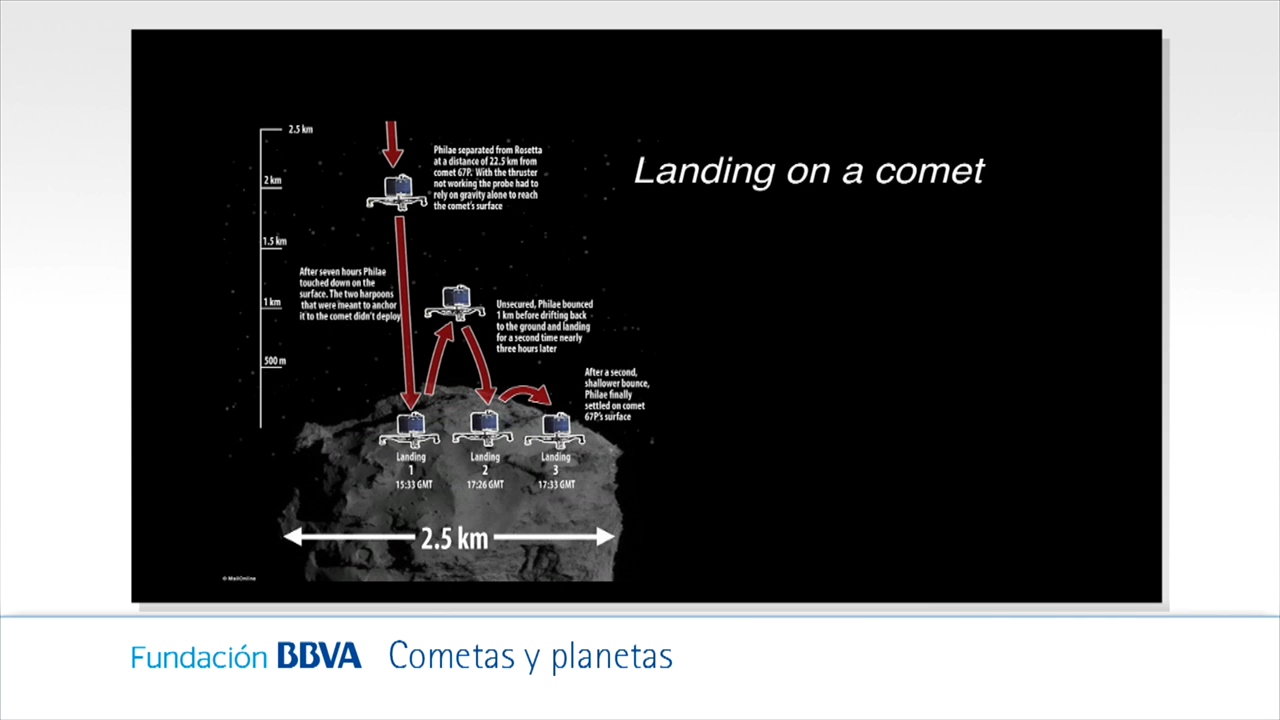 Landing on a comet
2.5 km
2 km
1.5 km
1 km
500 m
Philae separated from Rosetta
at a distance of 22.5 km from
comet 67P. With the thruster
not working the probe had to
rely on gravity alone to reach
the comet's surface
After seven hours Philae
touched down on the
surface. The two harpoons
that were meant to anchor
it to the comet didn't deploy
Unsecured, Philae bounced
1 km before drifting back
to the ground and landing
for a second time nearly
three hours later
After a second,
shallower bounce,
Philae finally
settled on comet
67P's surface
Landing
1
15:33 GMT
Landing
2
17:26 GMT
Landing
3
17:33 GMT
2.5 km
© MailOnline
Fundación BBVA Cometas y planetas